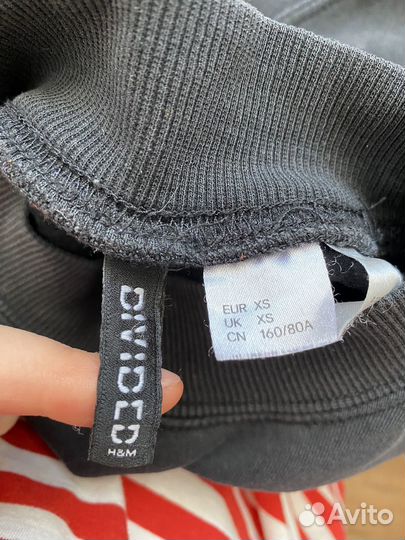 DIVIDED
H&M
EUR XS
UK XS
CN 160/80A
Avito